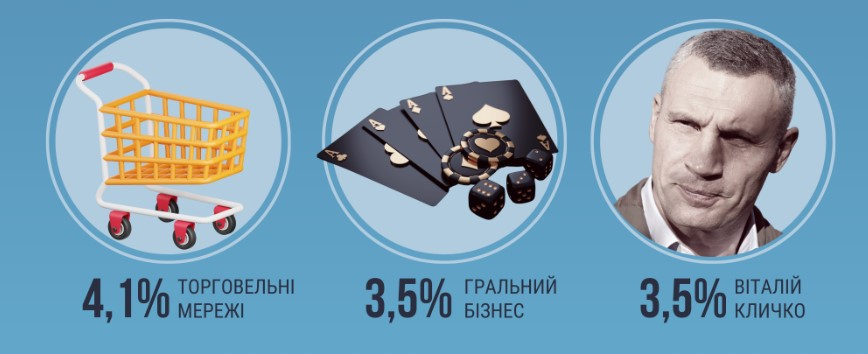 4,1% ТОРГОВЕЛЬНІ
МЕРЕЖІ
3,5% ГРАЛЬНИЙ
БІЗНЕС
3,5% ВІТАЛІЙ
КЛИЧКО